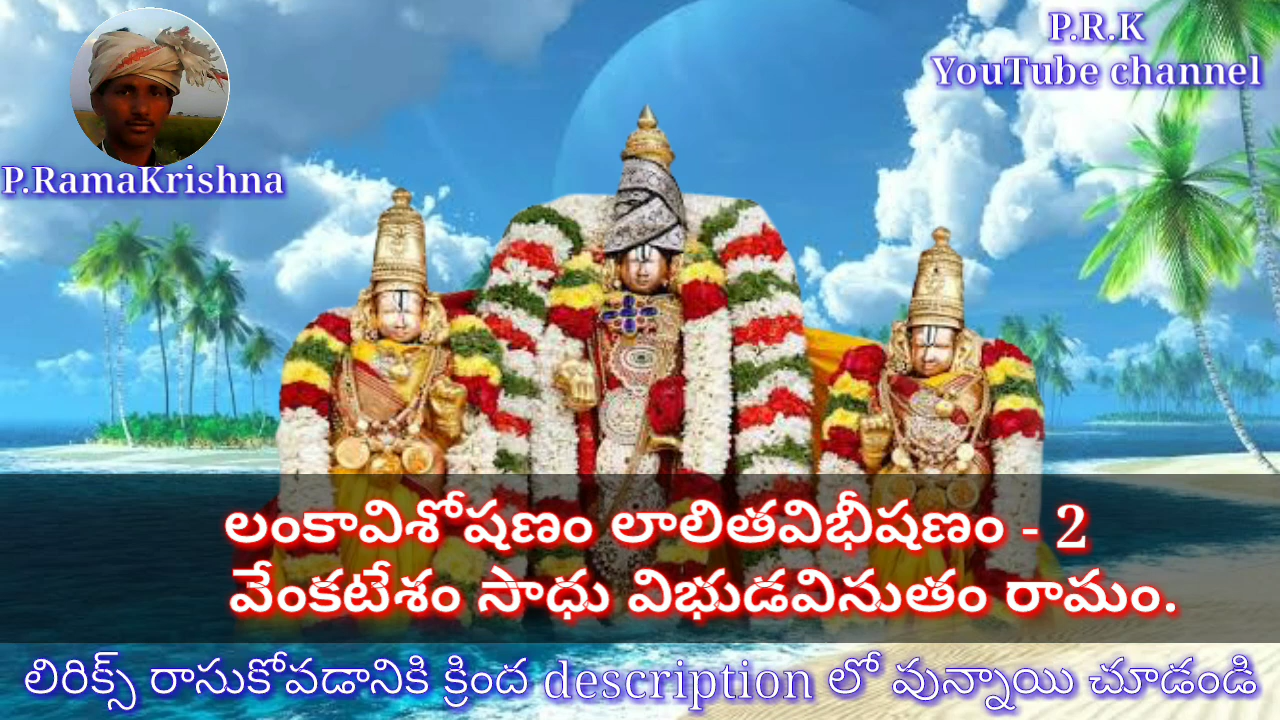 P.R.K
YouTube channel
P.RamaKrishna
లంకావిశోషణం లాలితవిభీషణం - 2
వేంకటేశం సాధు విభుడవినుతం రామం.
లిరిక్స్ రాసుకోవడానికి క్రింద description లో వున్నాయి చూడండి